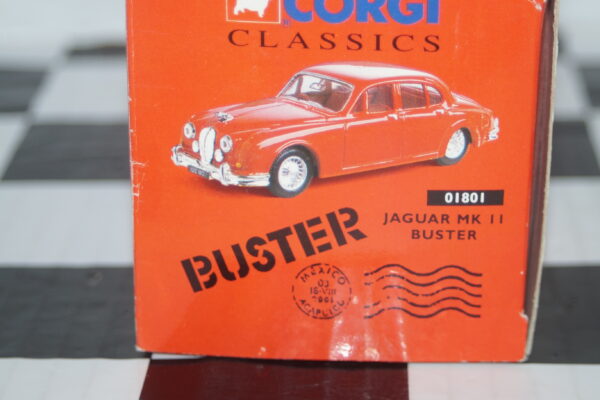 CORGI
CLASSICS
01801
JAGUAR MK II
BUSTER
BUSTER
MEXICO
ACAPULCO